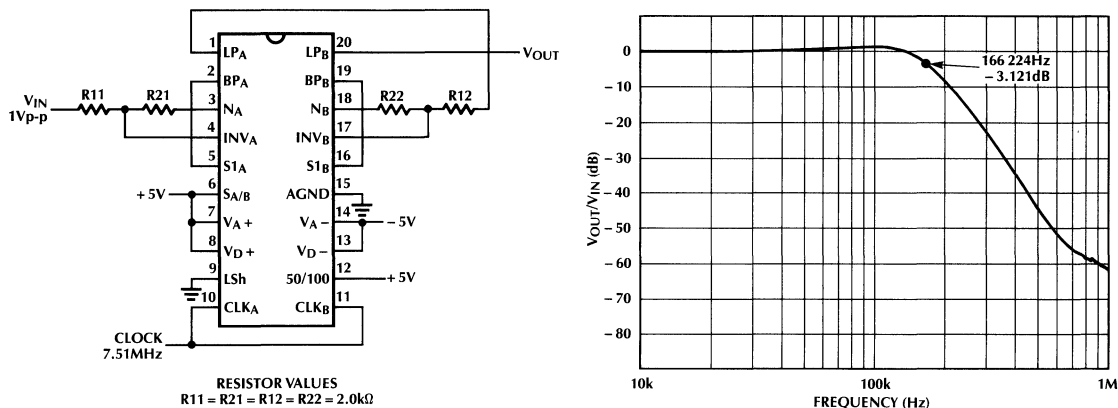 1 LPA LPB 20
VOUT
2 BPA BPB 19
R11 R21 3 NA NB 18 R22 R12
VIN
1Vp-p
4 INVA INVB 17
5 S1A S1B 16
+5V 6 SA/B AGND 15
7 VA+ VA– 14 –5V
8 VD+ VD– 13
9 LSh 50/100 12 +5V
10 CLKA CLKB 11
CLOCK
7.51MHz
RESISTOR VALUES
R11 = R21 = R12 = R22 = 2.0kΩ
VOUT/VIN (dB)
0
–10
–20
–30
–40
–50
–60
–70
–80
166 224Hz
–3.121dB
10k 100k 1M
FREQUENCY (Hz)